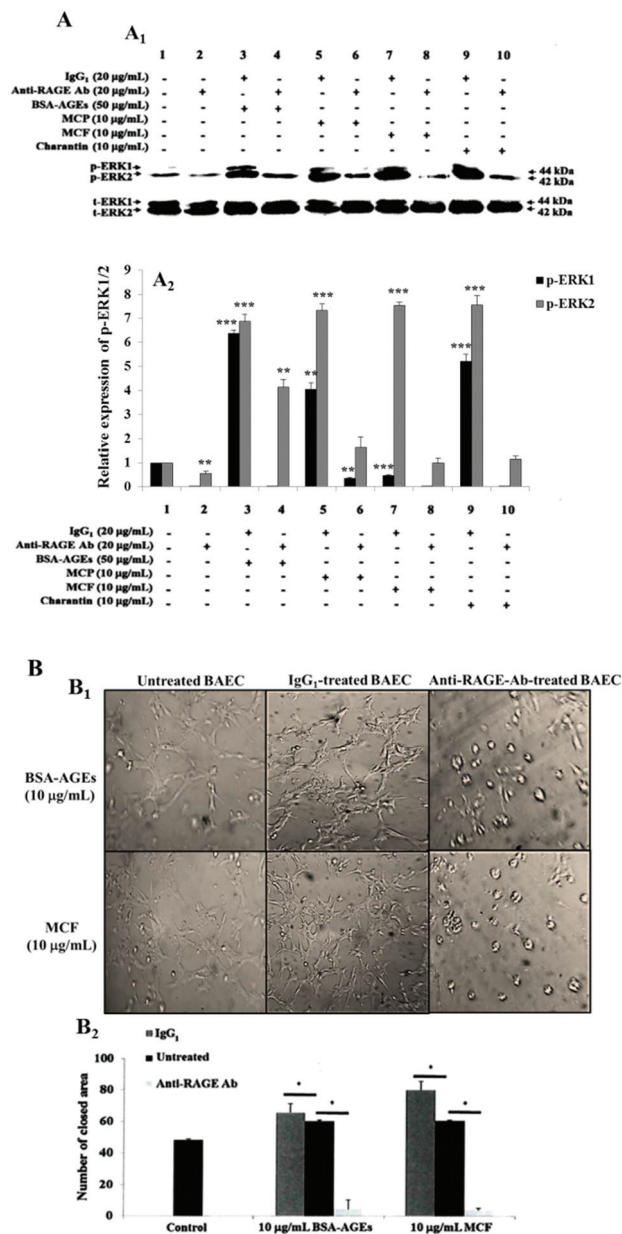 A
A1
1 2 3 4 5 6 7 8 9 10
IgG1 (20 µg/mL) - - + - + - + - + -
Anti-RAGE Ab (20 µg/mL) - + - + - + - + - +
BSA-AGEs (50 µg/mL) - - + + - - - - - -
MCP (10 µg/mL) - - - - + + - - - -
MCF (10 µg/mL) - - - - - - + + - -
Charantin (10 µg/mL) - - - - - - - - + +
p-ERK1 44 kDa
p-ERK2 42 kDa
t-ERK1 44 kDa
t-ERK2 42 kDa
A2
Relative expression of p-ERK1/2
9
8
7
6
5
4
3
2
1
0
p-ERK1
p-ERK2
** *** *** ** ** *** ** *** *** *** ***
1 2 3 4 5 6 7 8 9 10
IgG1 (20 µg/mL) - - + - + - + - + -
Anti-RAGE Ab (20 µg/mL) - + - + - + - + - +
BSA-AGEs (50 µg/mL) - - + + - - - - - -
MCP (10 µg/mL) - - - - + + - - - -
MCF (10 µg/mL) - - - - - - + + - -
Charantin (10 µg/mL) - - - - - - - - + +
B
B1
Untreated BAEC IgG1-treated BAEC Anti-RAGE-Ab-treated BAEC
BSA-AGEs
(10 µg/mL)
MCF
(10 µg/mL)
B2
IgG1
Untreated
Anti-RAGE Ab
Number of closed area
100
80
60
40
20
0
* * * *
Control 10 µg/mL BSA-AGEs 10 µg/mL MCF